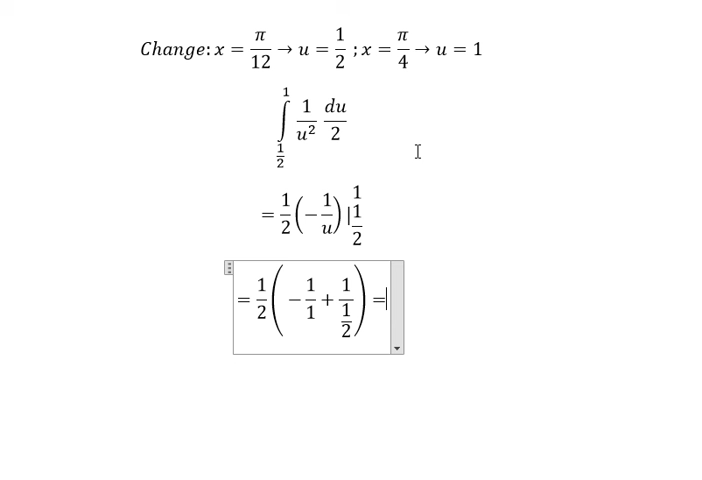 Change: x = π/12 → u = 1/2 ; x = π/4 → u = 1
∫_{1/2}^{1} 1/u² du/2
= 1/2 (−1/u) |_{1/2}^{1}
= 1/2 (−1/1 + 1/(1/2)) =